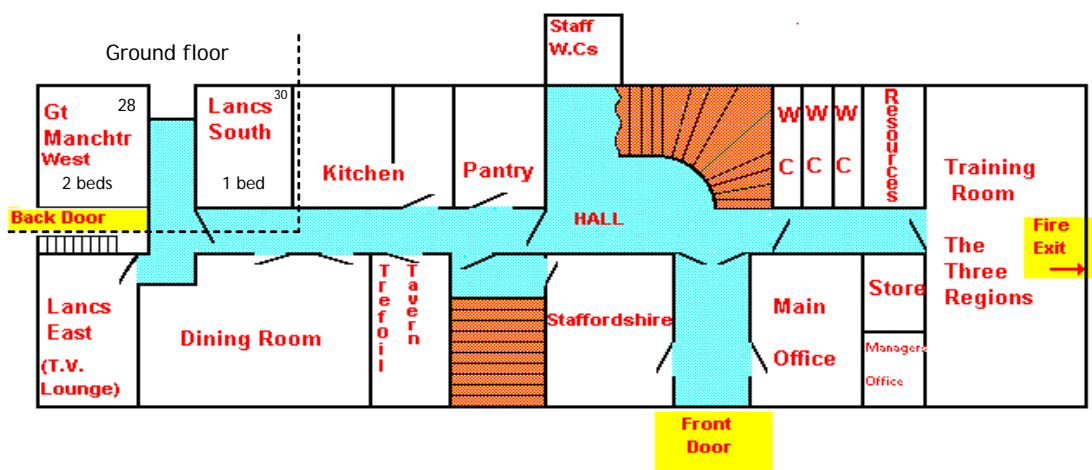 Ground floor
Staff
W.Cs
Gt
28
Manchtr
West
2 beds
Lancs
30
South
1 bed
Kitchen
Pantry
W
C
W
C
W
C
Resources
Training
Room
The
Three
Regions
Back Door
HALL
Fire
Exit
Lancs
East
(T.V.
Lounge)
Dining Room
Trefoil
Tavern
Staffordshire
Main
Office
Store
Managers
Office
Front
Door